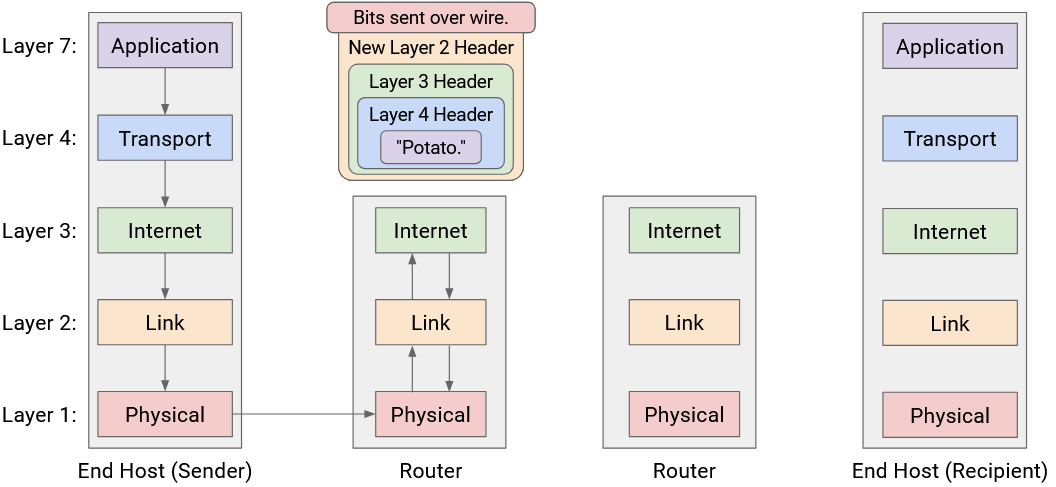 Bits sent over wire.
New Layer 2 Header
Layer 3 Header
Layer 4 Header
"Potato."
Layer 7:
Application
Application
Layer 4:
Transport
Transport
Layer 3:
Internet
Internet
Internet
Internet
Layer 2:
Link
Link
Link
Link
Layer 1:
Physical
Physical
Physical
Physical
End Host (Sender)
Router
Router
End Host (Recipient)